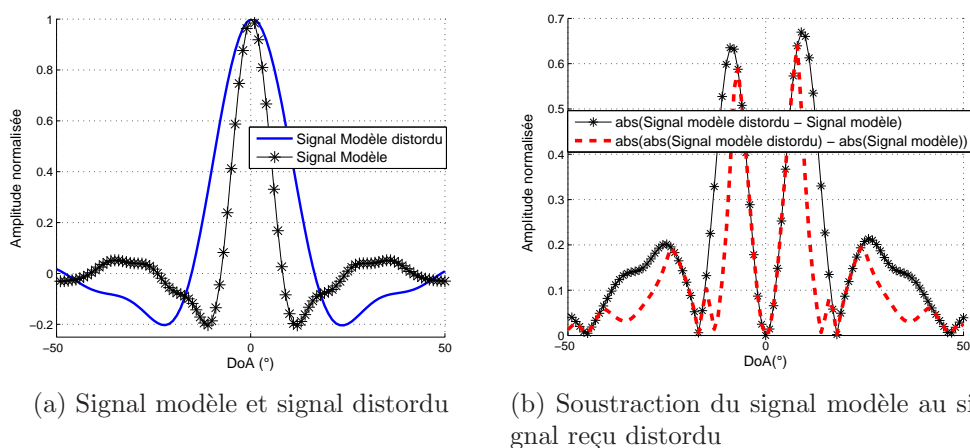 1
0.8
0.6
0.4
0.2
0
−0.2
−50
0
50
DoA(°)
Amplitude normalisée
Signal Modèle distordu
Signal Modèle
(a) Signal modèle et signal distordu
0.7
0.6
0.5
0.4
0.3
0.2
0.1
0
−50
0
50
DoA(°)
Amplitude normalisée
abs(Signal modèle distordu − Signal modèle)
abs(abs(Signal modèle distordu) − abs(Signal modèle))
(b) Soustraction du signal modèle au si
gnal reçu distordu